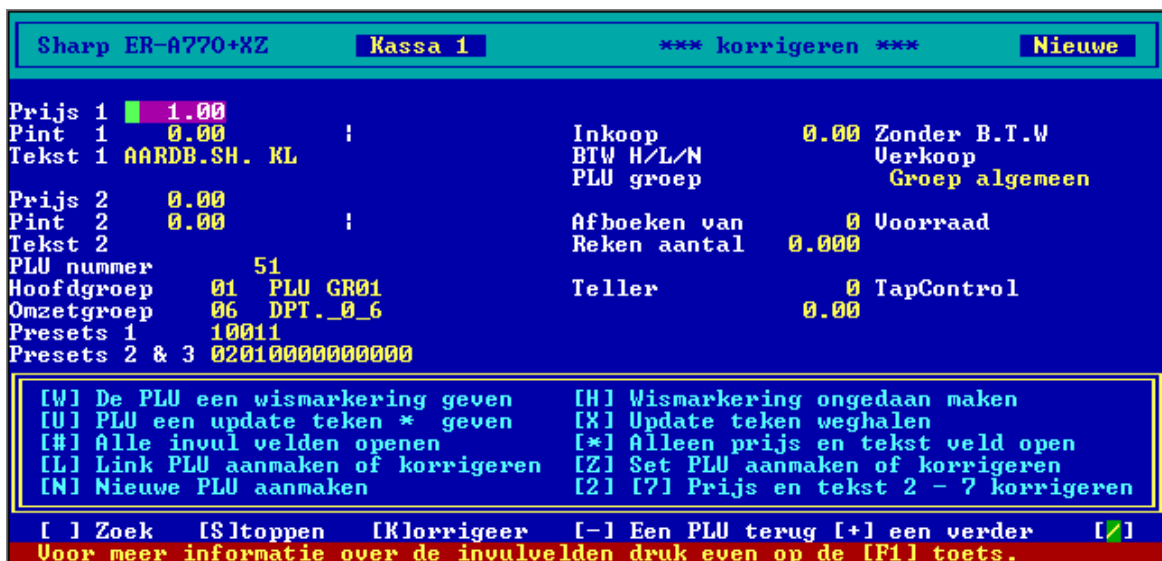 Sharp ER-A770+XZ Kassa 1 *** korrigeren *** Nieuwe
Prijs 1 1.00
Pint 1 0.00 ¦ Inkoop 0.00 Zonder B.T.W
Tekst 1 AARDB.SH. KL BTW H/L/N Verkoop
PLU groep Groep algemeen
Prijs 2 0.00
Pint 2 0.00 ¦ Afboeken van 0 Voorraad
Tekst 2 Reken aantal 0.000
PLU nummer 51
Hoofdgroep 01 PLU GR01 Teller 0 TapControl
Omzetgroep 06 DPT._0_6 0.00
Presets 1 10011
Presets 2 & 3 02010000000000
[W] De PLU een wismarkering geven [H] Wismarkering ongedaan maken
[U] PLU een update teken * geven [X] Update teken weghalen
[#] Alle invul velden openen [*] Alleen prijs en tekst veld open
[L] Link PLU aanmaken of korrigeren [Z] Set PLU aanmaken of korrigeren
[N] Nieuwe PLU aanmaken [2] [7] Prijs en tekst 2 - 7 korrigeren
[ ] Zoek [S]toppen [K]orrigeer [-] Een PLU terug [+] een verder [/]
Voor meer informatie over de invulvelden druk even op de [F1] toets.